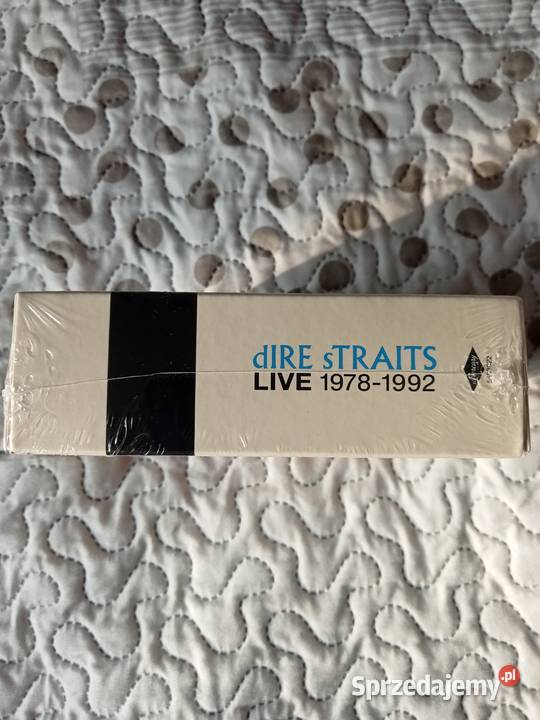 dIRE sTRAITS
LIVE 1978-1992
Sprzedajemy.pl